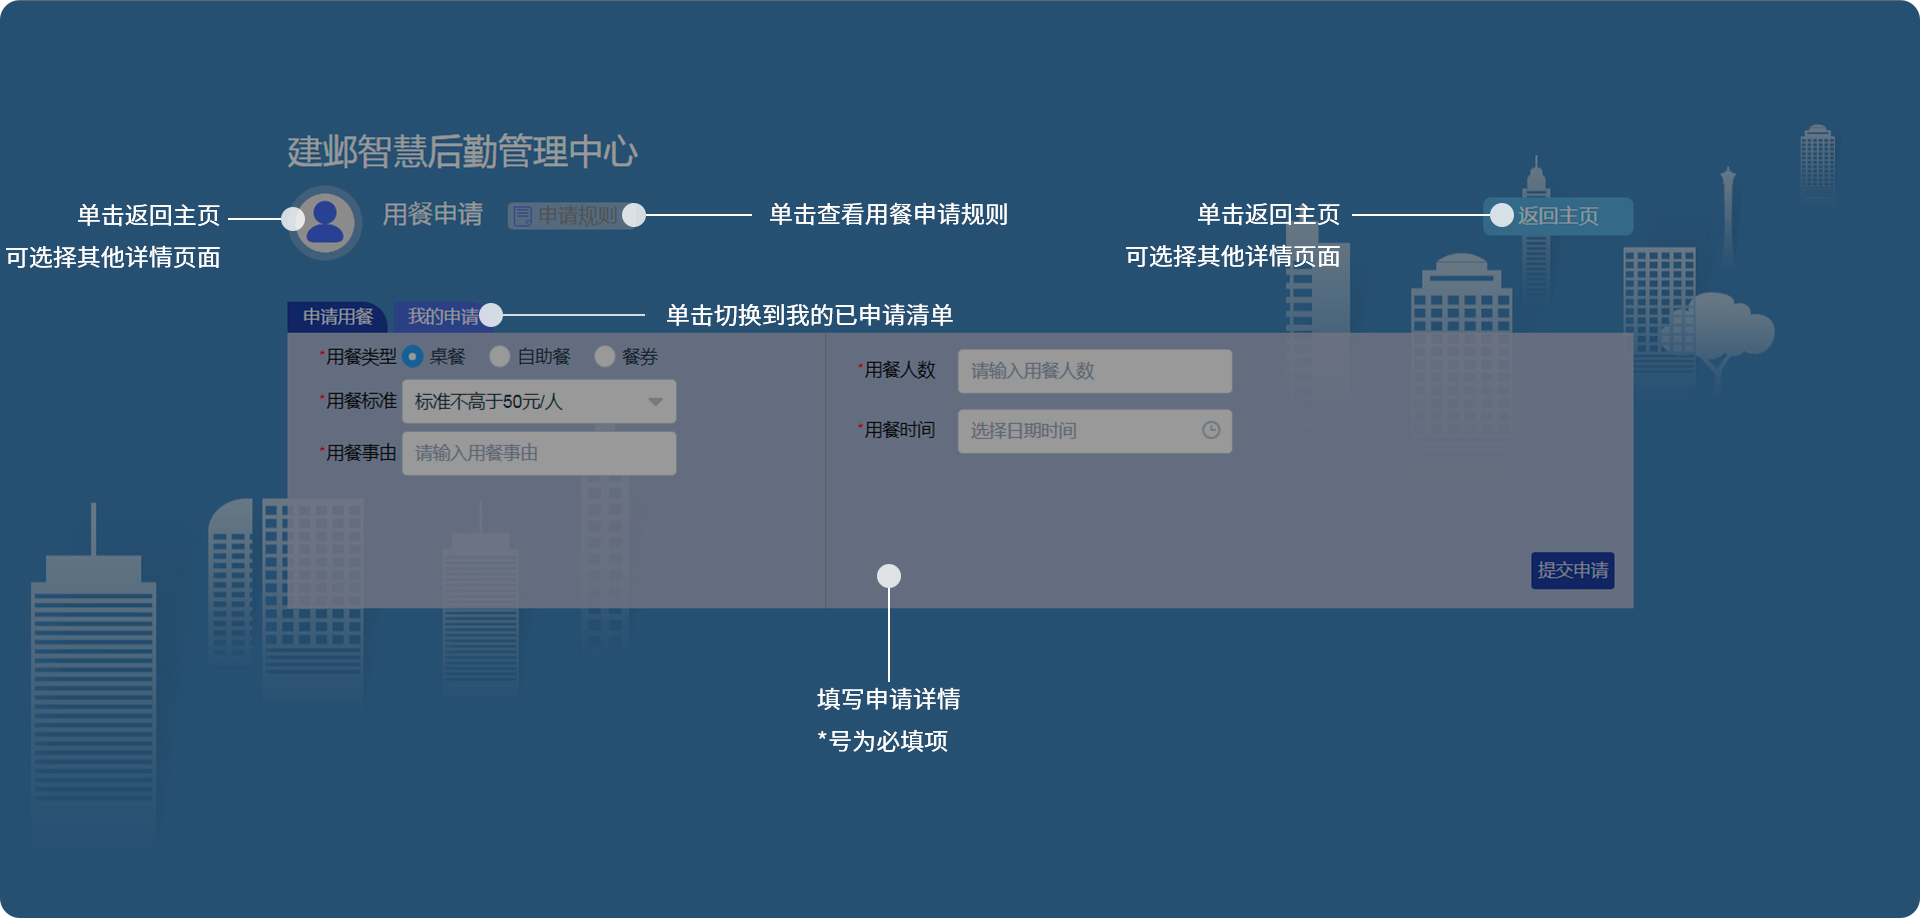 建邺智慧后勤管理中心
单击返回主页
可选择其他详情页面
用餐申请
申请规则
单击查看用餐申请规则
单击返回主页
可选择其他详情页面
返回主页
申请用餐
我的申请
单击切换到我的已申请清单
*用餐类型
桌餐
自助餐
餐券
*用餐标准
标准不高于50元/人
*用餐事由
请输入用餐事由
*用餐人数
请输入用餐人数
*用餐时间
选择日期时间
提交申请
填写申请详情
*号为必填项